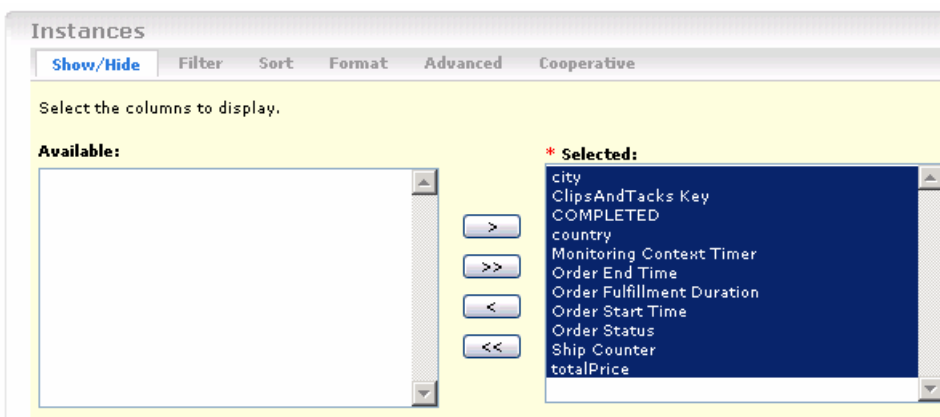 Instances
Show/Hide Filter Sort Format Advanced Cooperative
Select the columns to display.
Available:
* Selected:
city
ClipsAndTacks Key
COMPLETED
country
Monitoring Context Timer
Order End Time
Order Fulfillment Duration
Order Start Time
Order Status
Ship Counter
totalPrice
>
>>
<
<<